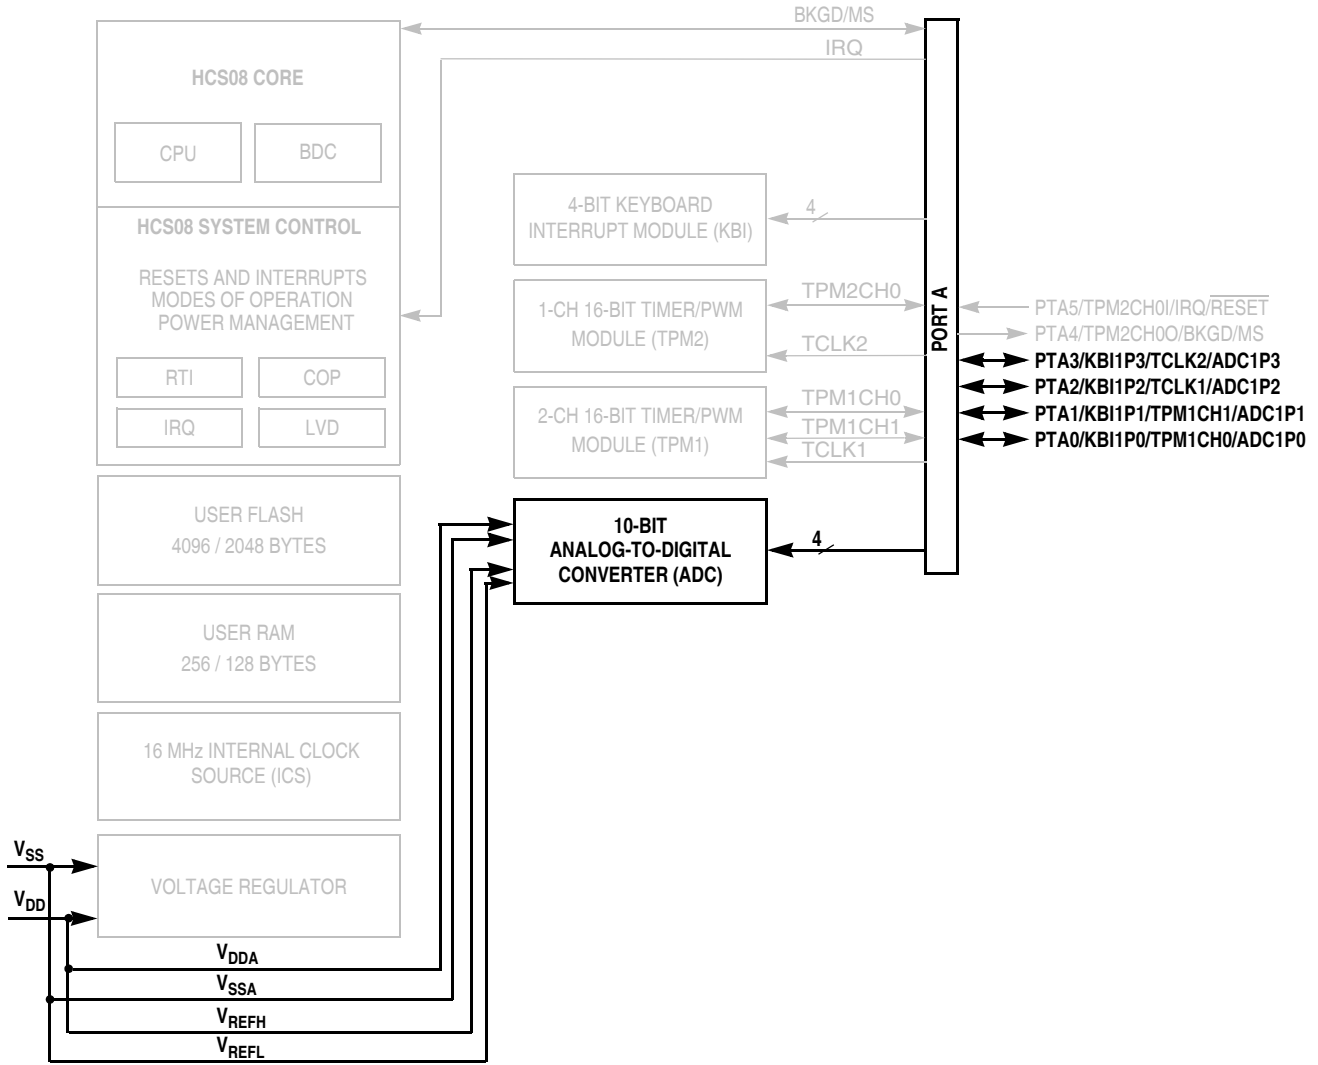 BKGD/MS
IRQ
HCS08 CORE
CPU
BDC
HCS08 SYSTEM CONTROL
RESETS AND INTERRUPTS
MODES OF OPERATION
POWER MANAGEMENT
RTI
COP
IRQ
LVD
USER FLASH
4096 / 2048 BYTES
USER RAM
256 / 128 BYTES
16 MHz INTERNAL CLOCK
SOURCE (ICS)
VOLTAGE REGULATOR
VSS
VDD
VDDA
VSSA
VREFH
VREFL
4-BIT KEYBOARD
INTERRUPT MODULE (KBI)
4
1-CH 16-BIT TIMER/PWM
MODULE (TPM2)
TPM2CH0
TCLK2
2-CH 16-BIT TIMER/PWM
MODULE (TPM1)
TPM1CH0
TPM1CH1
TCLK1
10-BIT
ANALOG-TO-DIGITAL
CONVERTER (ADC)
4
PORT A
PTA5/TPM2CH0I/IRQ/RESET
PTA4/TPM2CH0O/BKGD/MS
PTA3/KBI1P3/TCLK2/ADC1P3
PTA2/KBI1P2/TCLK1/ADC1P2
PTA1/KBI1P1/TPM1CH1/ADC1P1
PTA0/KBI1P0/TPM1CH0/ADC1P0